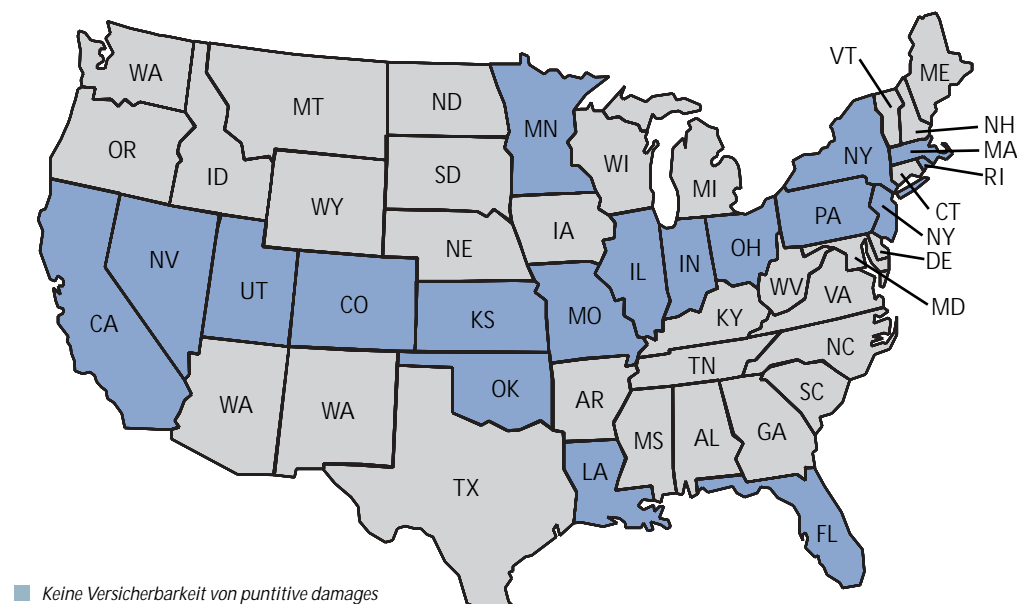 VT
ME
WA
MT
ND
MN
NH
MA
RI
OR
ID
SD
WI
MI
NY
WY
CT
PA
NY
IA
NE
OH
DE
NV
UT
CO
IL
IN
WV
VA
MD
CA
KS
MO
KY
NC
TN
WA
WA
OK
AR
SC
MS
AL
GA
LA
TX
FL
Keine Versicherbarkeit von puntitive damages